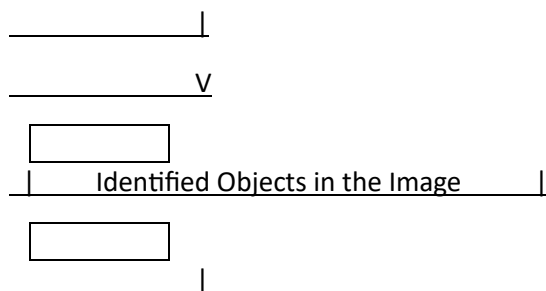 |
V
| Identified Objects in the Image |
|